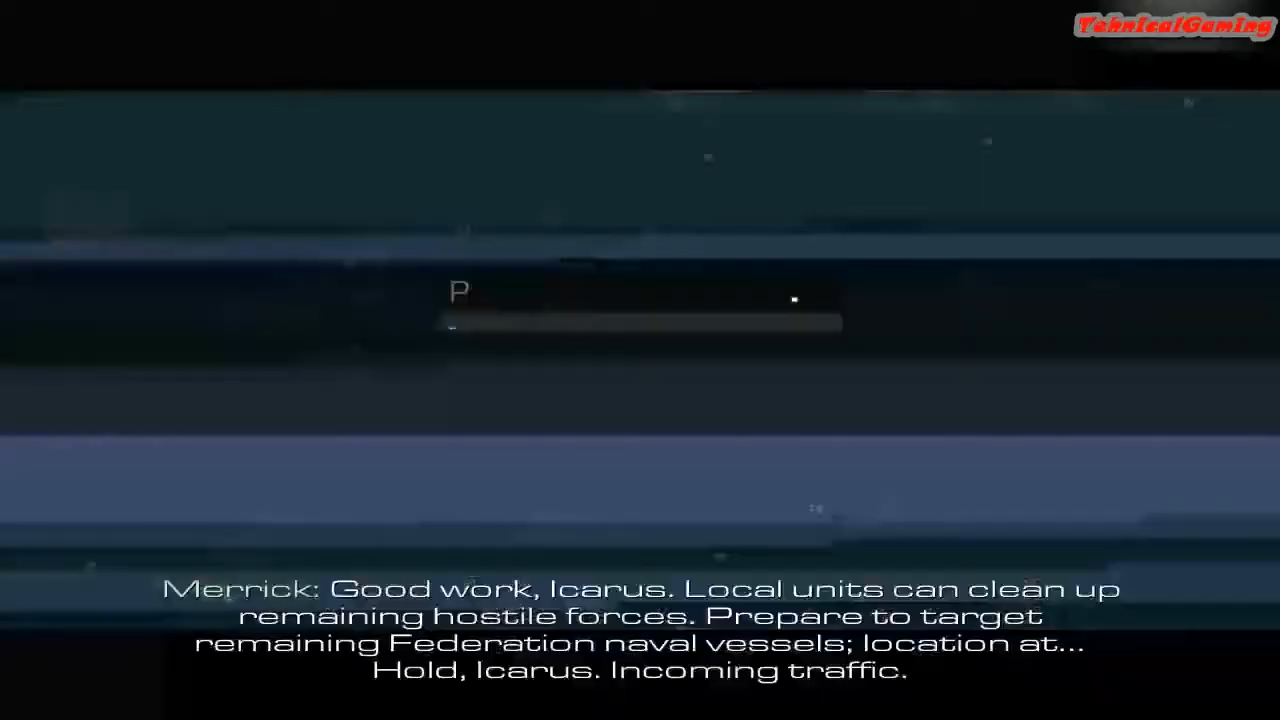 TehnicalGaming
P
Merrick: Good work, Icarus. Local units can clean up
remaining hostile forces. Prepare to target
remaining Federation naval vessels; location at...
Hold, Icarus. Incoming traffic.